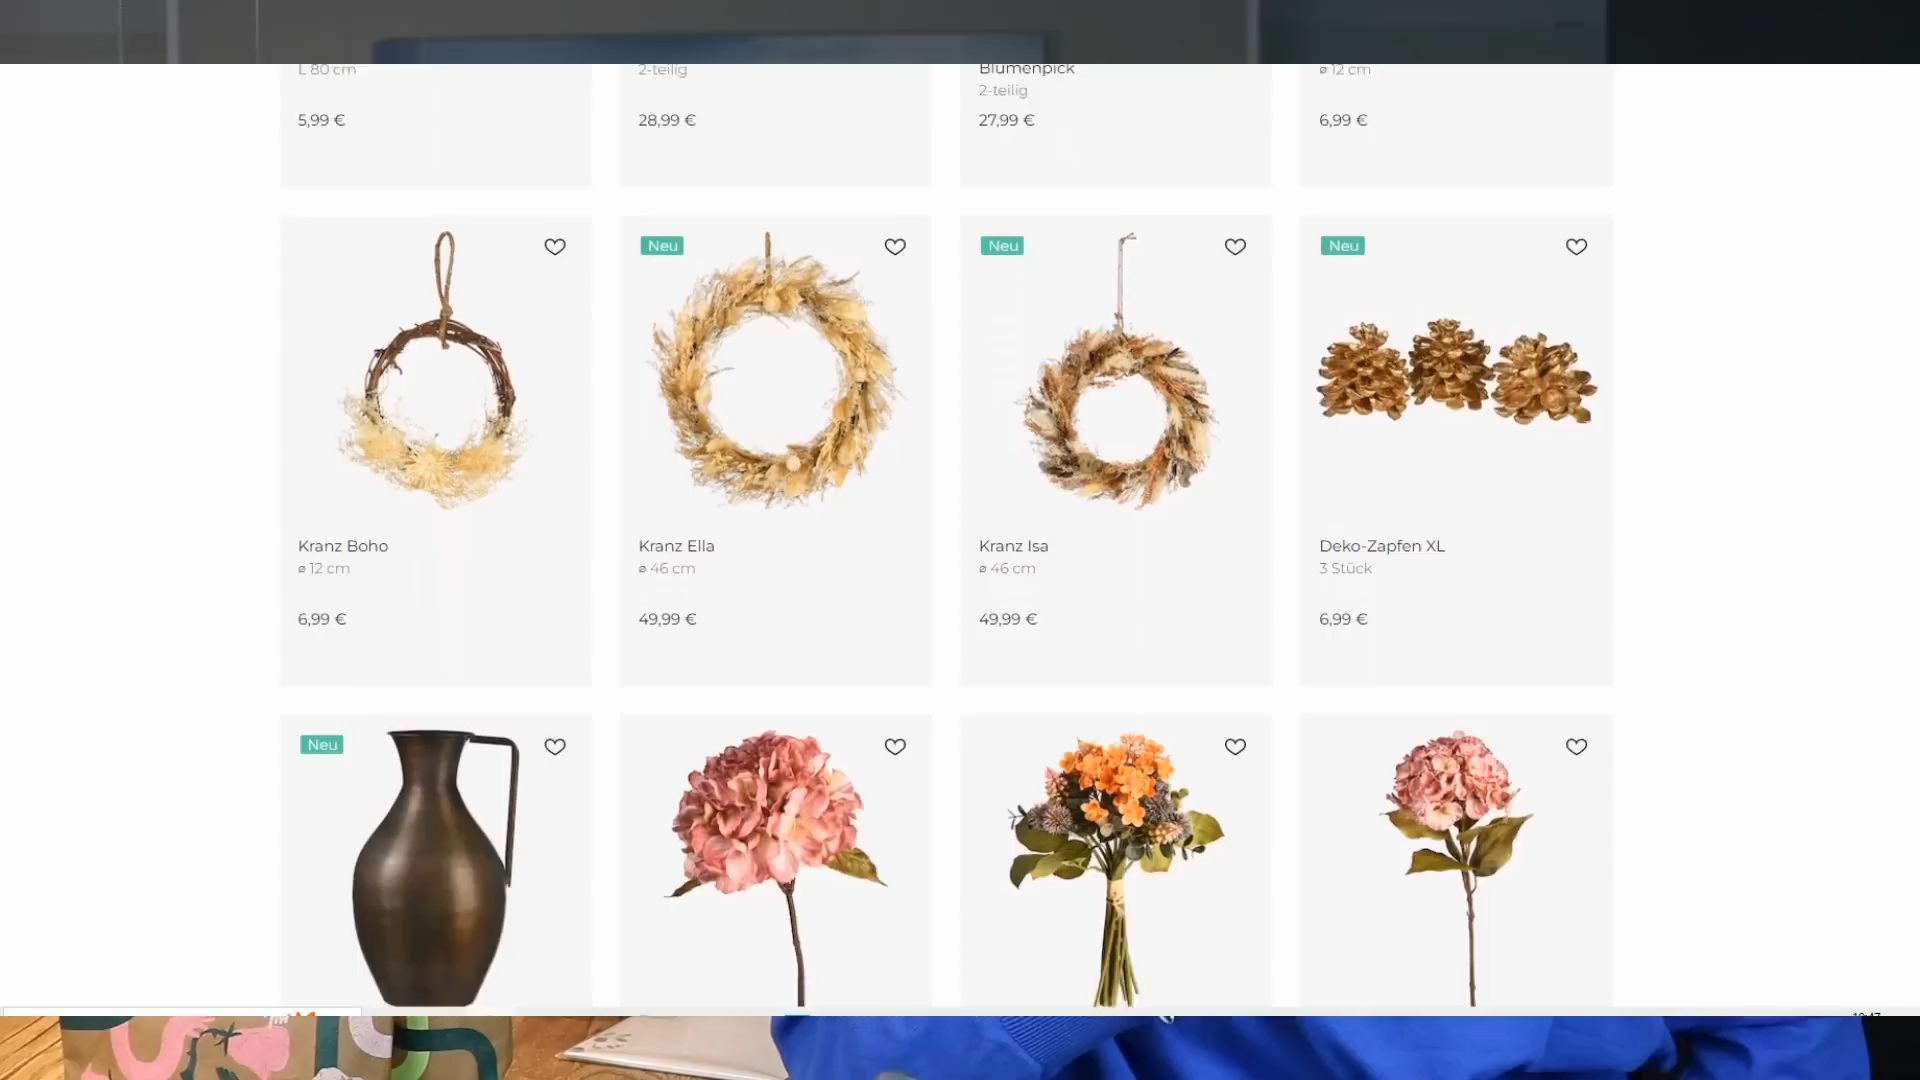 L 80 cm
2-teilig
Blumenpick
ø 12 cm
2-teilig
5,99 €
28,99 €
27,99 €
6,99 €
Neu
Neu
Neu
Kranz Boho
Kranz Ella
Kranz Isa
Deko-Zapfen XL
ø 12 cm
ø 46 cm
ø 46 cm
3 Stück
6,99 €
49,99 €
49,99 €
6,99 €
Neu